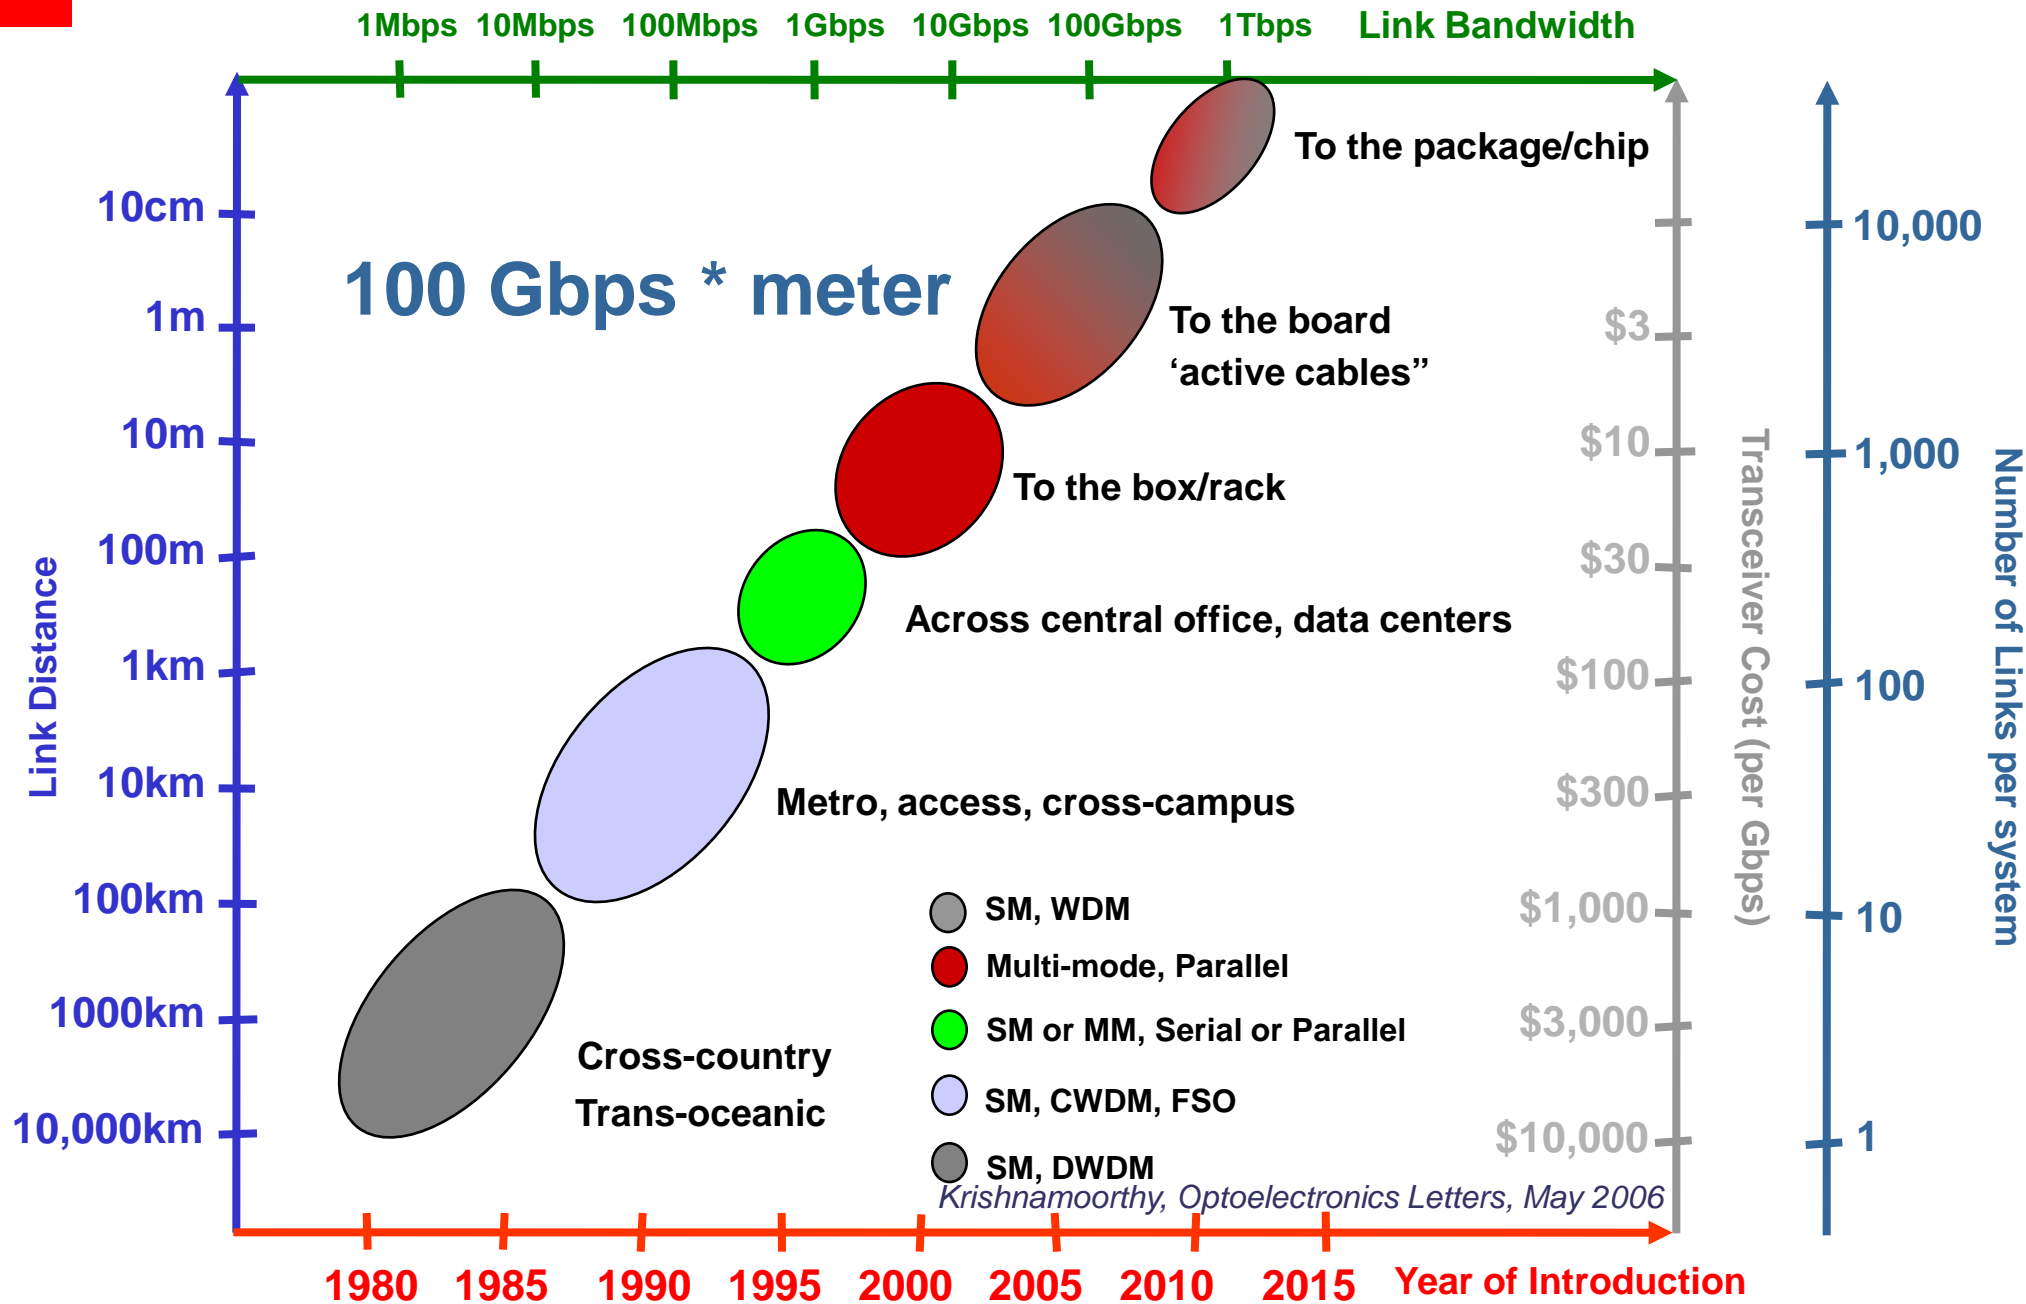 1Mbps 10Mbps 100Mbps 1Gbps 10Gbps 100Gbps 1Tbps Link Bandwidth
To the package/chip
10cm
10,000
100 Gbps * meter
1m
To the board
$3
‘active cables”
10m
$10
1,000
To the box/rack
100m
$30
Across central office, data centers
1km
$100
100
10km
Metro, access, cross-campus
$300
100km
SM, WDM
$1,000
10
Multi-mode, Parallel
1000km
SM or MM, Serial or Parallel
$3,000
Cross-country
Trans-oceanic
SM, CWDM, FSO
10,000km
$10,000
1
SM, DWDM
Krishnamoorthy, Optoelectronics Letters, May 2006
Link Distance
Transceiver Cost (per Gbps)
Number of Links per system
1980 1985 1990 1995 2000 2005 2010 2015 Year of Introduction